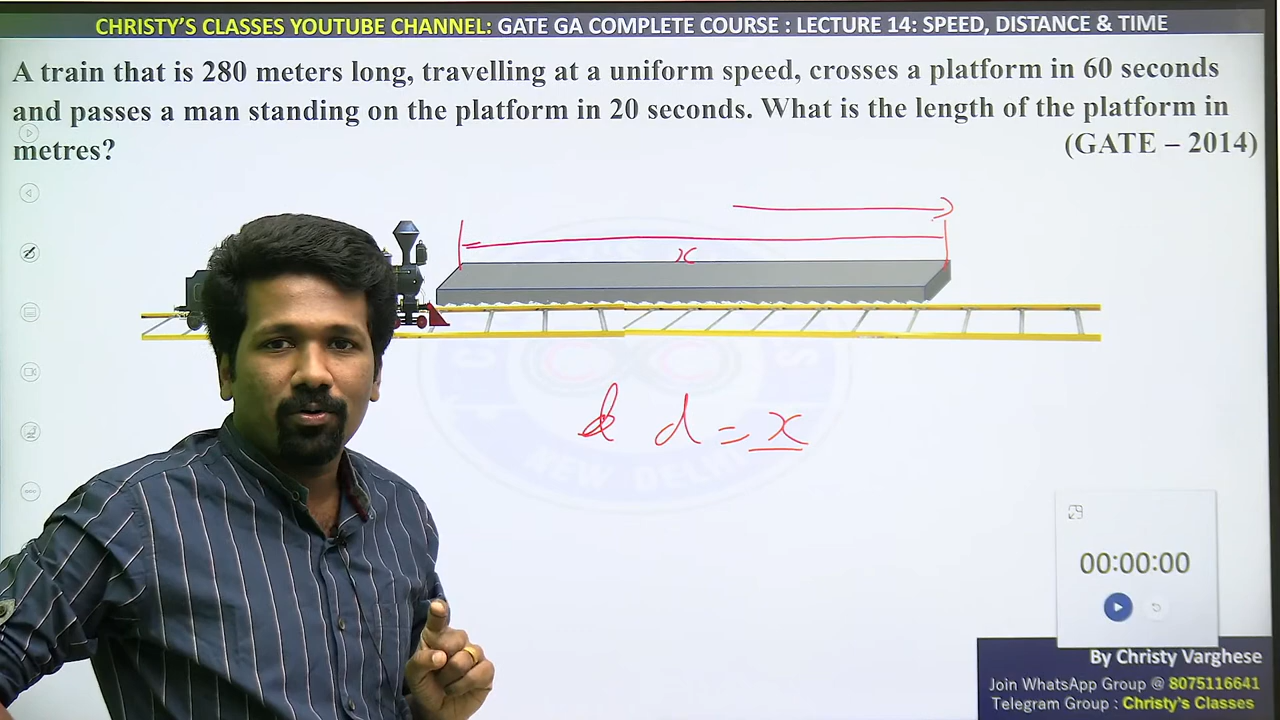 CHRISTY'S CLASSES YOUTUBE CHANNEL: GATE GA COMPLETE COURSE : LECTURE 14: SPEED, DISTANCE & TIME
A train that is 280 meters long, travelling at a uniform speed, crosses a platform in 60 seconds
and passes a man standing on the platform in 20 seconds. What is the length of the platform in
metres? (GATE – 2014)
x
d = x
NEW DELHI
00:00:00
By Christy Varghese
Join WhatsApp Group @ 8075116641
Telegram Group : Christy's Classes